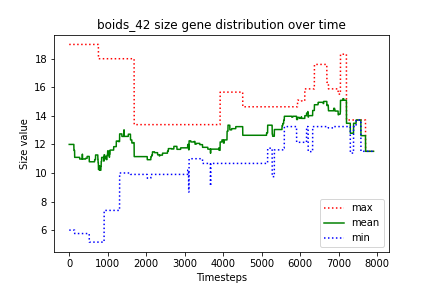 boids_42 size gene distribution over time
Size value
18
16
14
12
10
8
6
0 1000 2000 3000 4000 5000 6000 7000 8000
Timesteps
max
mean
min